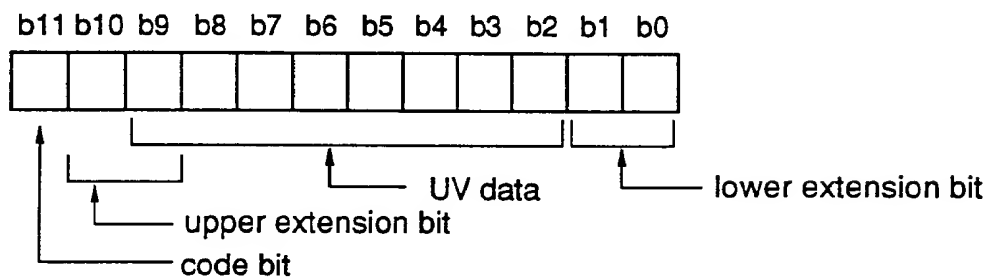 b11 b10 b9 b8 b7 b6 b5 b4 b3 b2 b1 b0
UV data
lower extension bit
upper extension bit
code bit